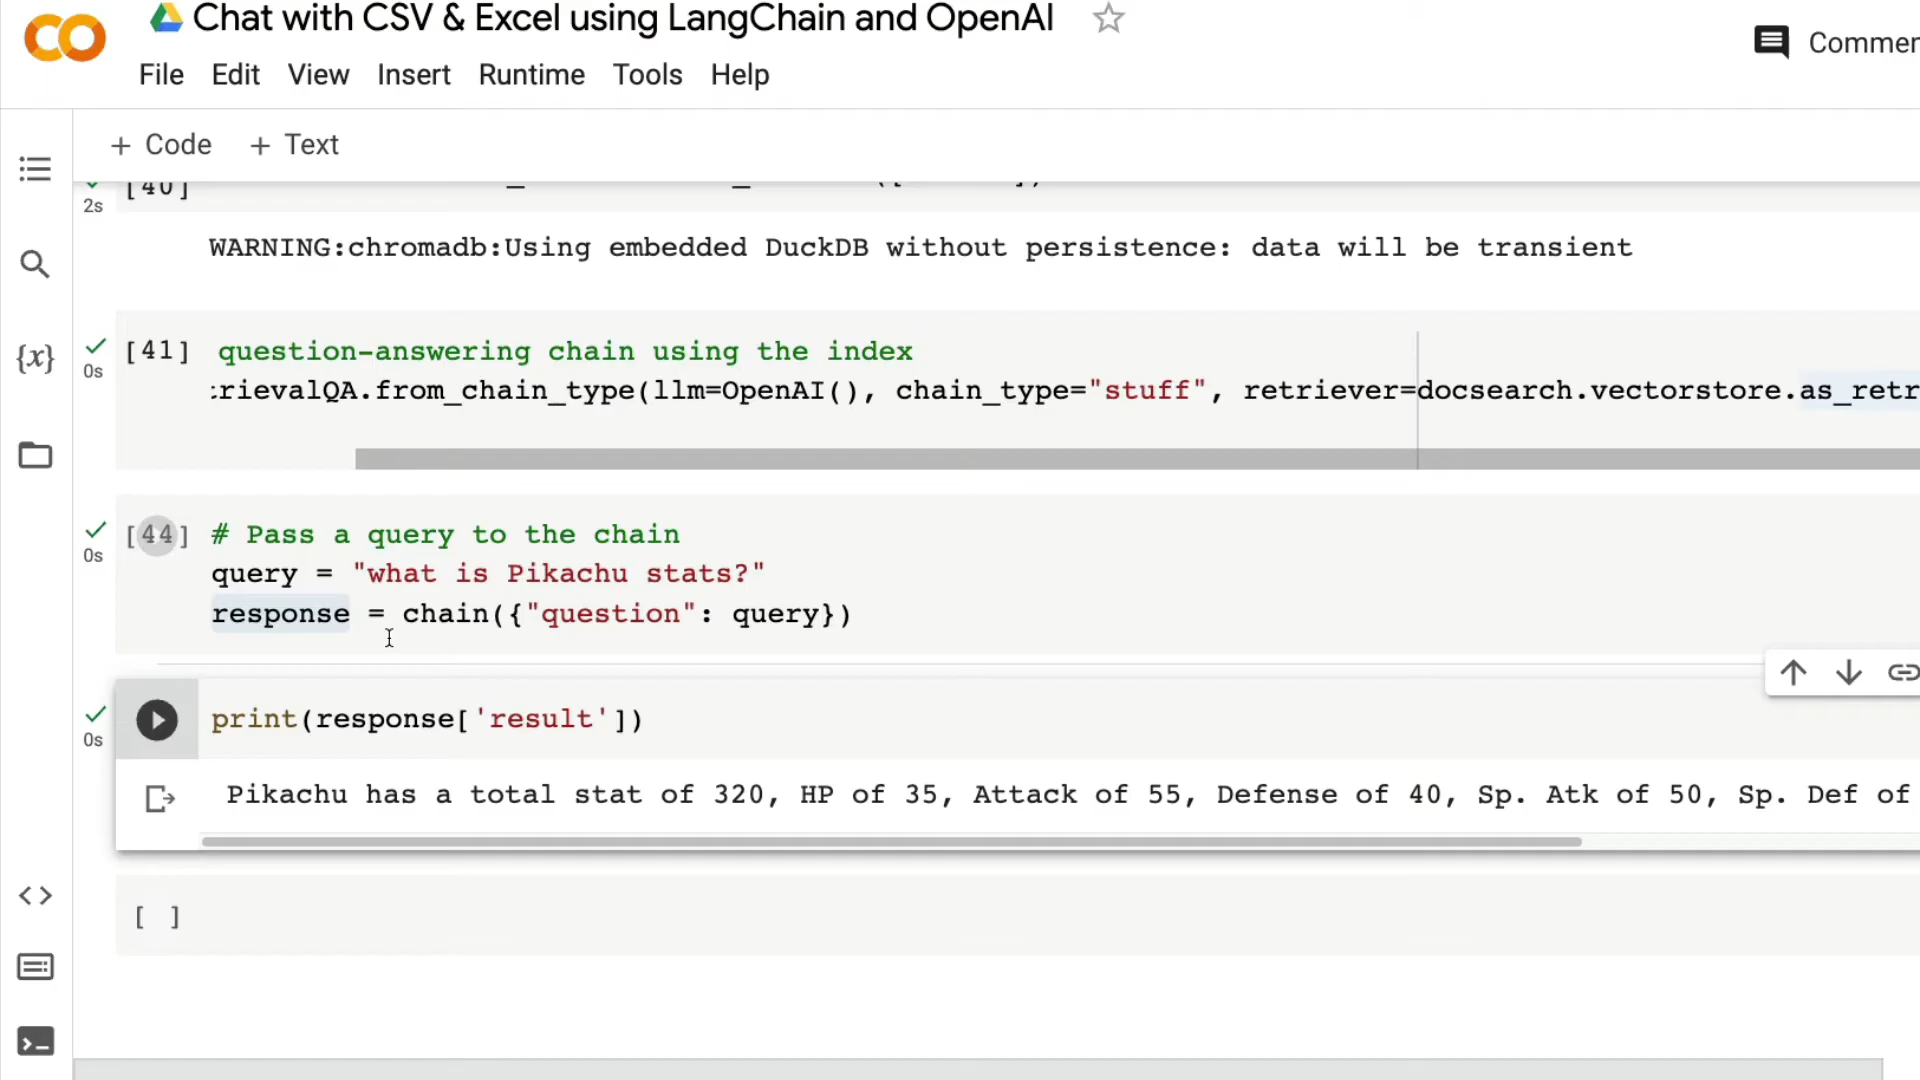 Chat with CSV & Excel using LangChain and OpenAI
Commen
File Edit View Insert Runtime Tools Help
+ Code + Text
[40]
2s
WARNING:chromadb:Using embedded DuckDB without persistence: data will be transient
[41] question-answering chain using the index
0s
rievalQA.from_chain_type(llm=OpenAI(), chain_type="stuff", retriever=docsearch.vectorstore.as_retr
[44] # Pass a query to the chain
0s
query = "what is Pikachu stats?"
response = chain({"question": query})
print(response['result'])
0s
Pikachu has a total stat of 320, HP of 35, Attack of 55, Defense of 40, Sp. Atk of 50, Sp. Def of
[ ]